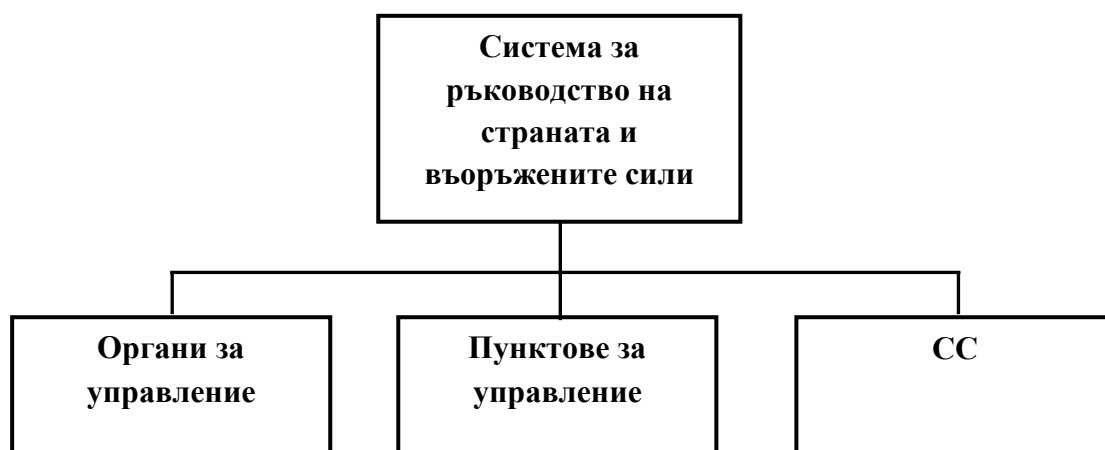 Система за
ръководство на
страната и
въоръжените сили
Органи за
управление
Пунктове за
управление
СС